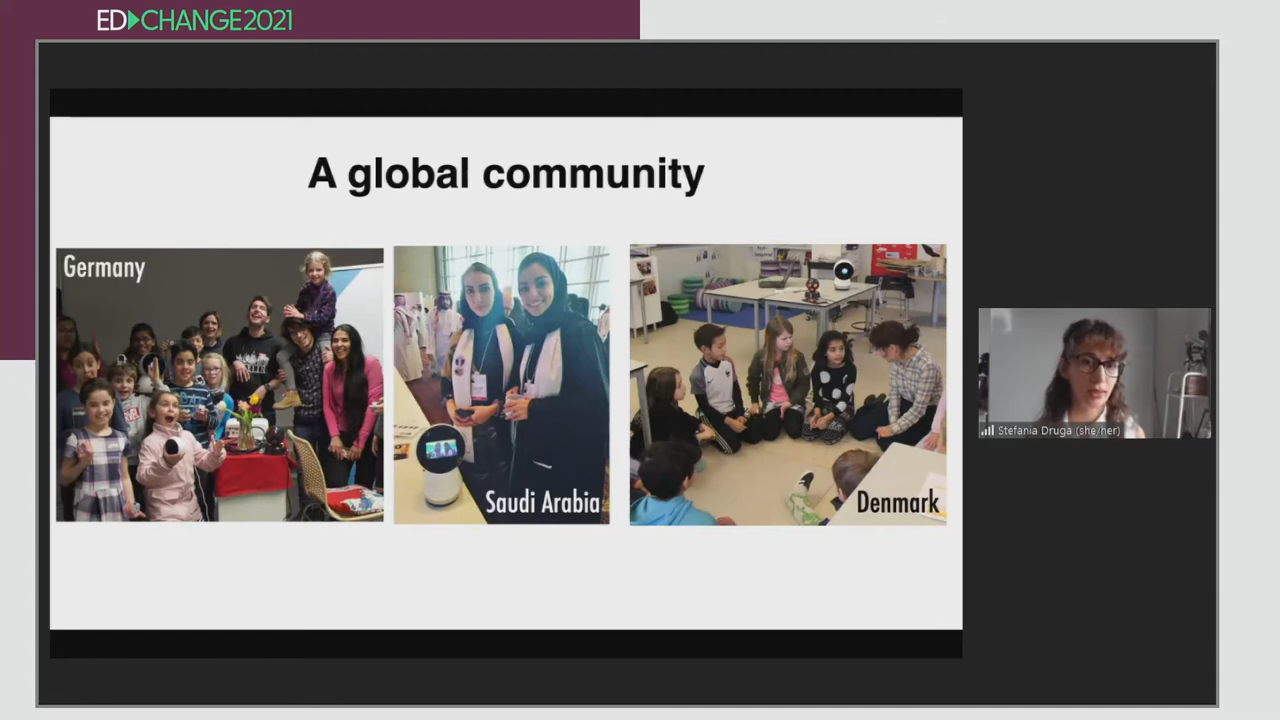 ED▶CHANGE2021
A global community
Germany
Saudi Arabia
Denmark
Stefania Druga (she/her)